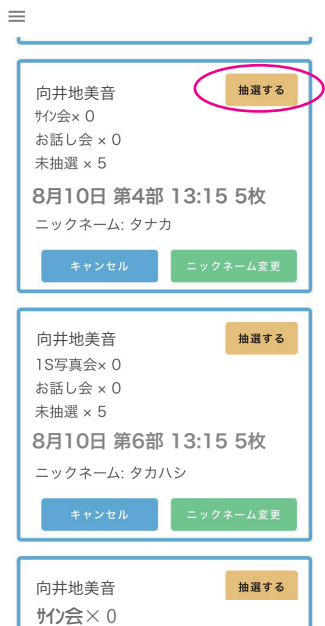 向井地美音
抽選する
サイン会× 0
お話し会 × 0
未抽選 × 5
8月10日 第4部 13:15 5枚
ニックネーム: タナカ
キャンセル
ニックネーム変更
向井地美音
抽選する
1S写真会× 0
お話し会 × 0
未抽選 × 5
8月10日 第6部 13:15 5枚
ニックネーム: タカハシ
キャンセル
ニックネーム変更
向井地美音
抽選する
サイン会× 0